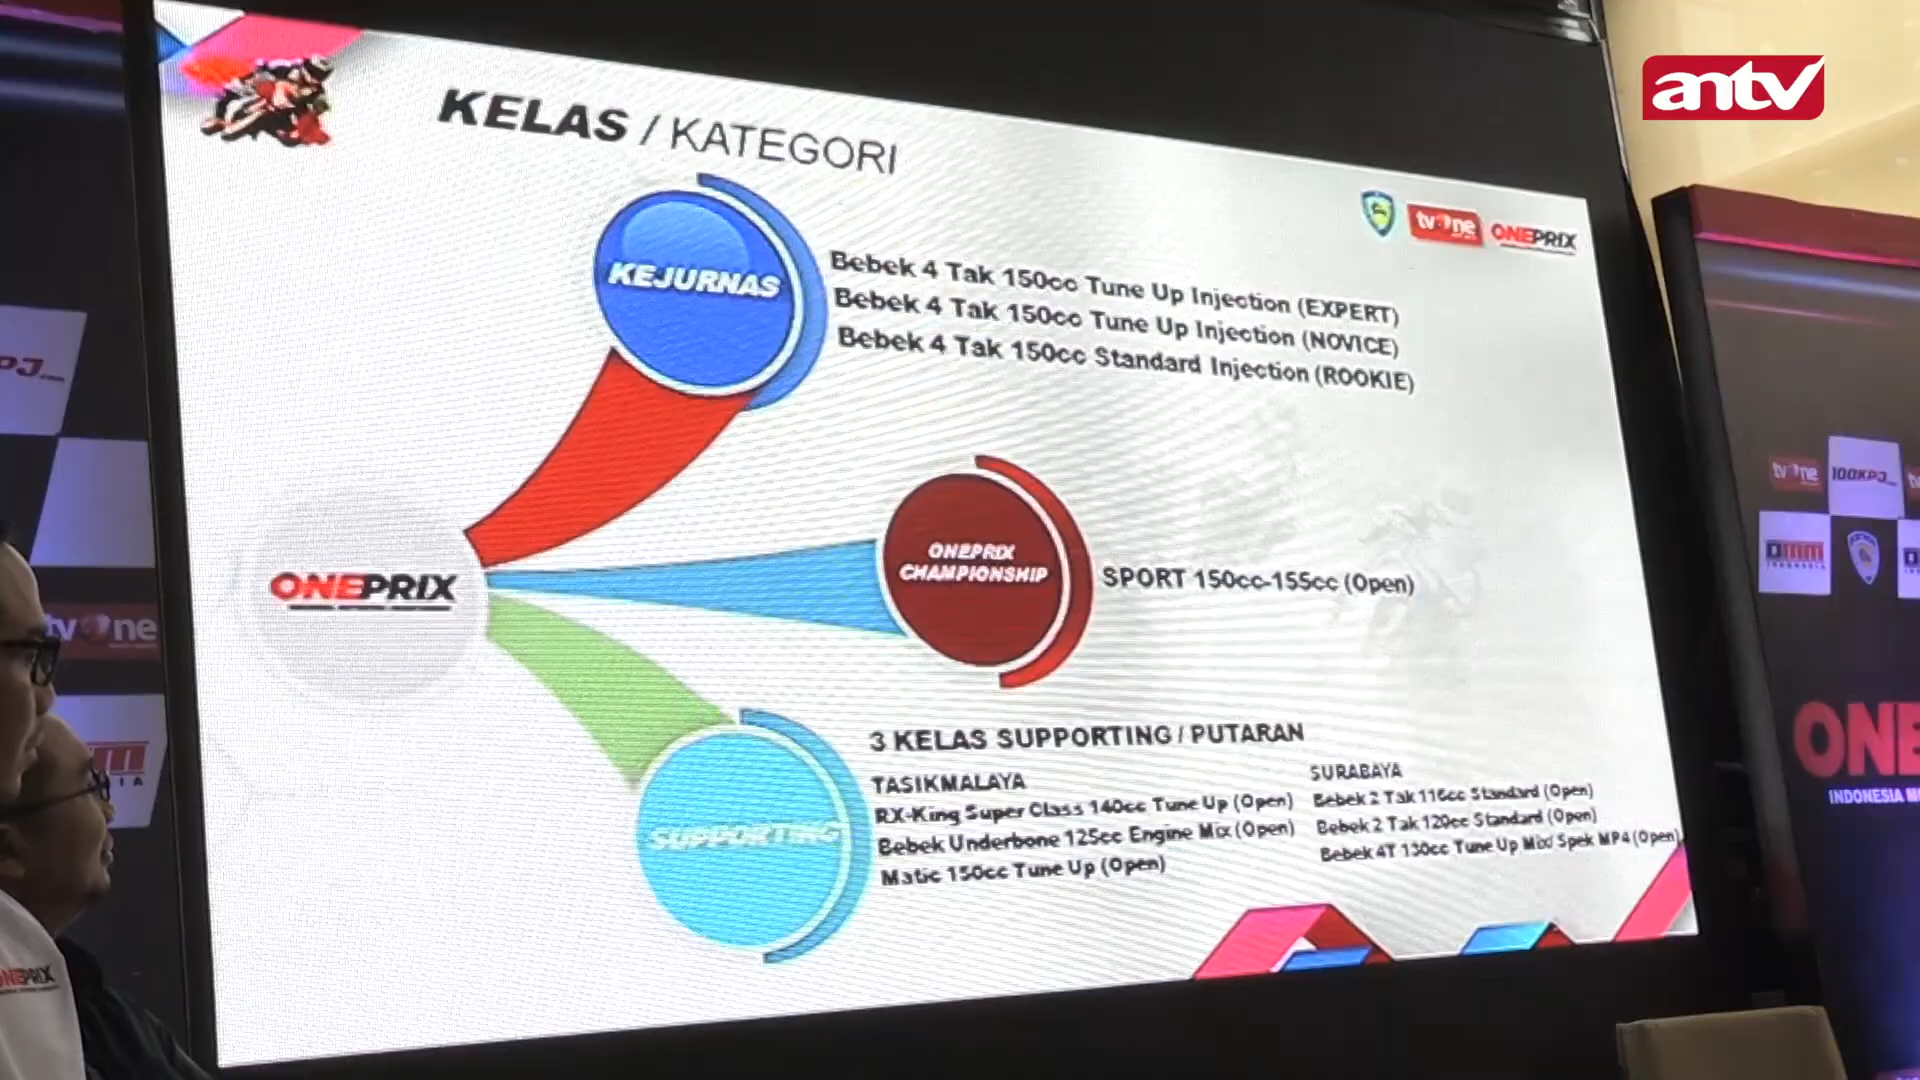 antv
KELAS / KATEGORI
tvOne
ONEPRIX
KEJURNAS
Bebek 4 Tak 150cc Tune Up Injection (EXPERT)
Bebek 4 Tak 150cc Tune Up Injection (NOVICE)
Bebek 4 Tak 150cc Standard Injection (ROOKIE)
ONEPRIX
ONEPRIX
CHAMPIONSHIP
SPORT 150cc-155cc (Open)
SUPPORTING
3 KELAS SUPPORTING / PUTARAN
TASIKMALAYA
RX-King Super Class 140cc Tune Up (Open)
Bebek Underbone 125cc Engine Mix (Open)
Matic 150cc Tune Up (Open)
SURABAYA
Bebek 2 Tak 116cc Standard (Open)
Bebek 2 Tak 120cc Standard (Open)
Bebek 4T 130cc Tune Up Mix/ Spek MP4 (Open)
tvOne
tvOne
100KPJ
ONE
INDONESIA
ONEPRIX